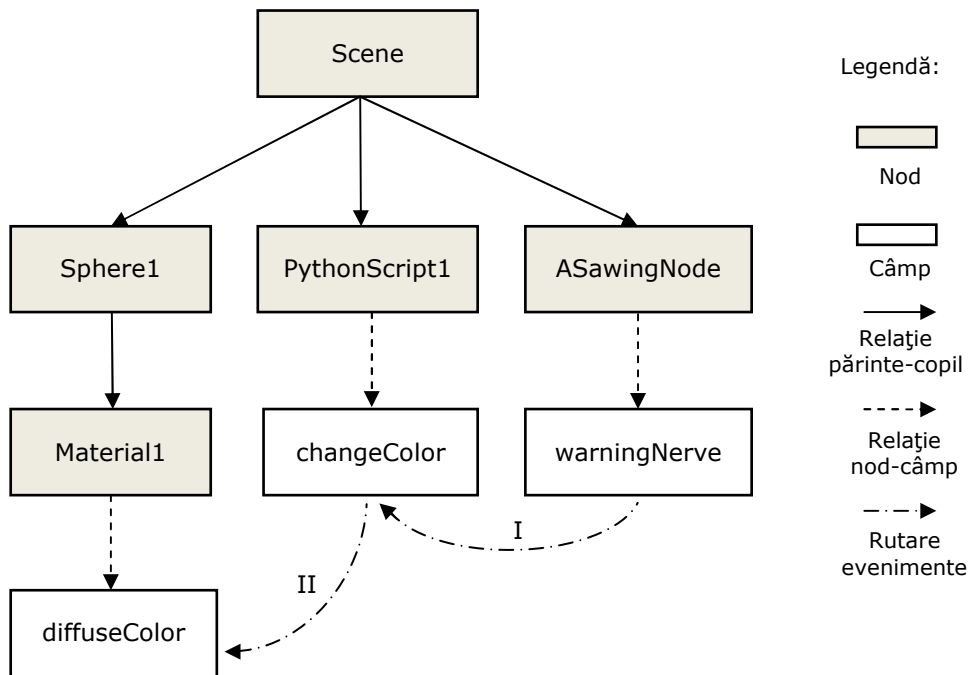 Scene
Legendă:
Nod
Sphere1
PythonScript1
ASawingNode
Câmp
Relaţie
părinte-copil
Material1
changeColor
warningNerve
Relaţie
nod-câmp
I
Rutare
evenimente
II
diffuseColor